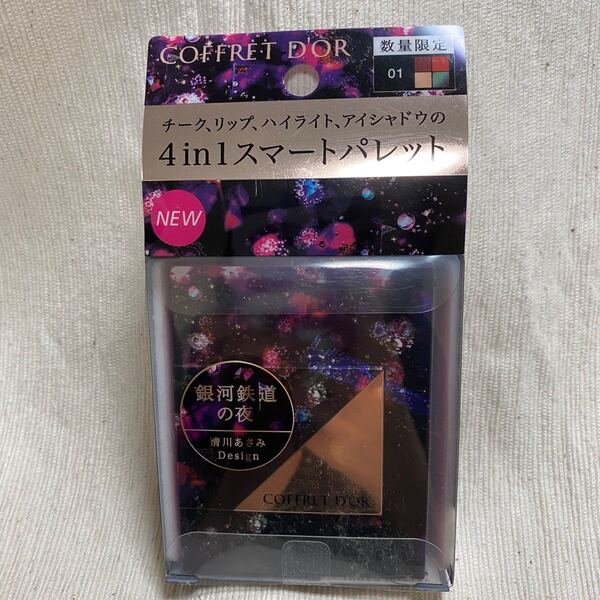 COFFRET D'OR
数量限定
01
チーク、リップ、ハイライト、アイシャドウの
4in1スマートパレット
NEW
銀河鉄道
の夜
清川あさみ
Design
COFFRET D'OR